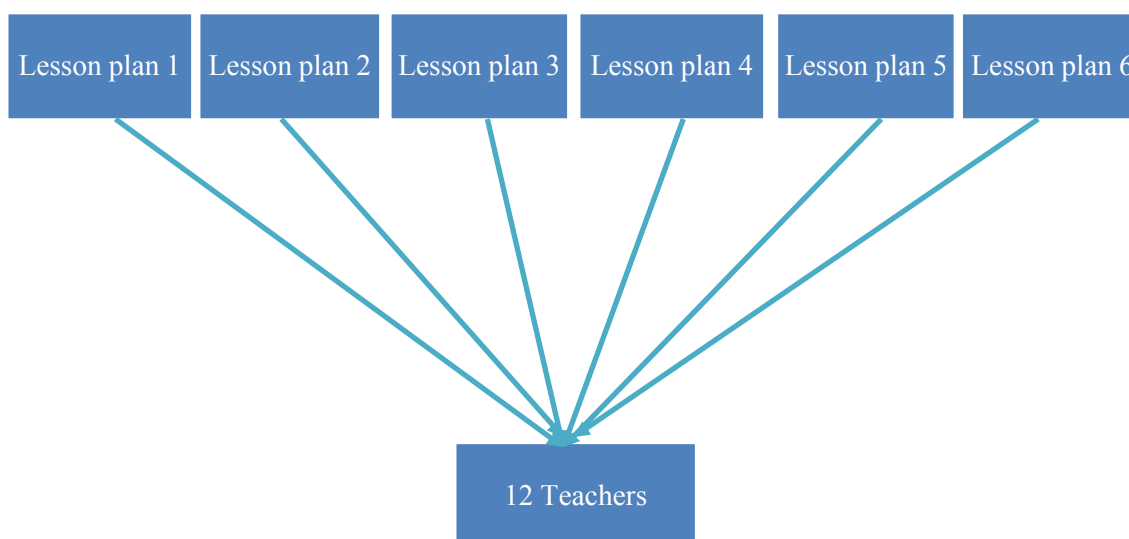 Lesson plan 1
Lesson plan 2
Lesson plan 3
Lesson plan 4
Lesson plan 5
Lesson plan 6
12 Teachers